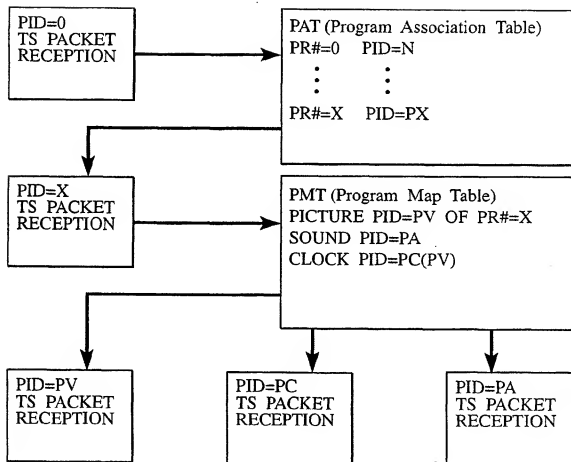 PID=0
TS PACKET
RECEPTION
PAT (Program Association Table)
PR#=0 PID=N
PR#=X PID=PX
PID=X
TS PACKET
RECEPTION
PMT (Program Map Table)
PICTURE PID=PV OF PR#=X
SOUND PID=PA
CLOCK PID=PC(PV)
PID=PV
TS PACKET
RECEPTION
PID=PC
TS PACKET
RECEPTION
PID=PA
TS PACKET
RECEPTION